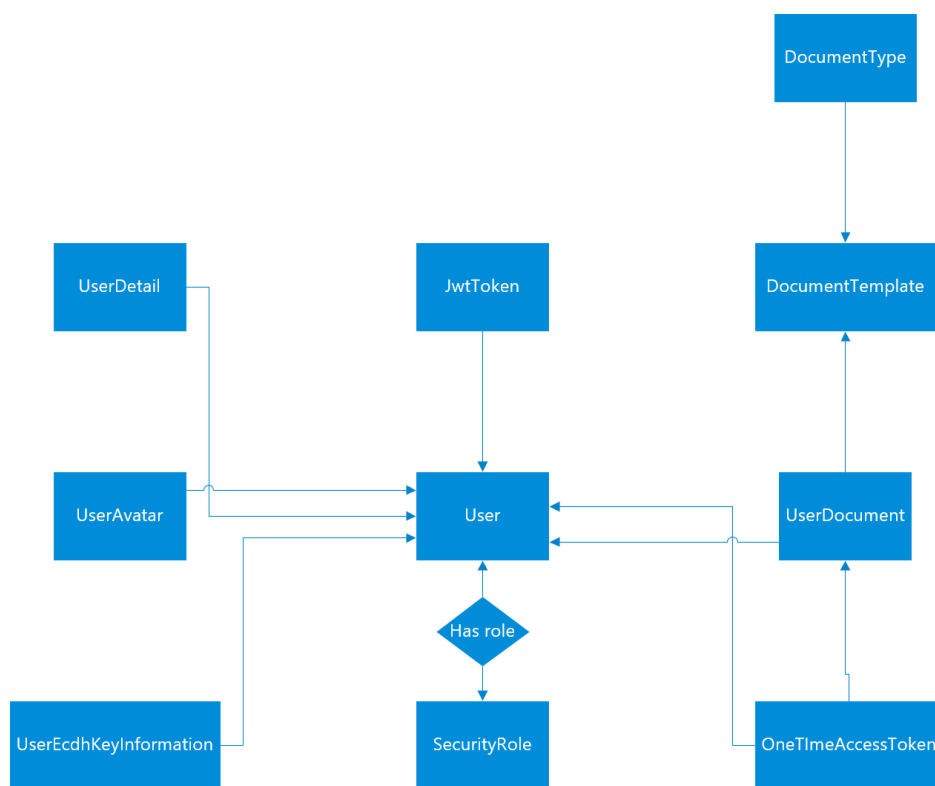 DocumentType
UserDetail
JwtToken
DocumentTemplate
UserAvatar
User
UserDocument
Has role
UserEcdhKeyInformation
SecurityRole
OneTImeAccessToken